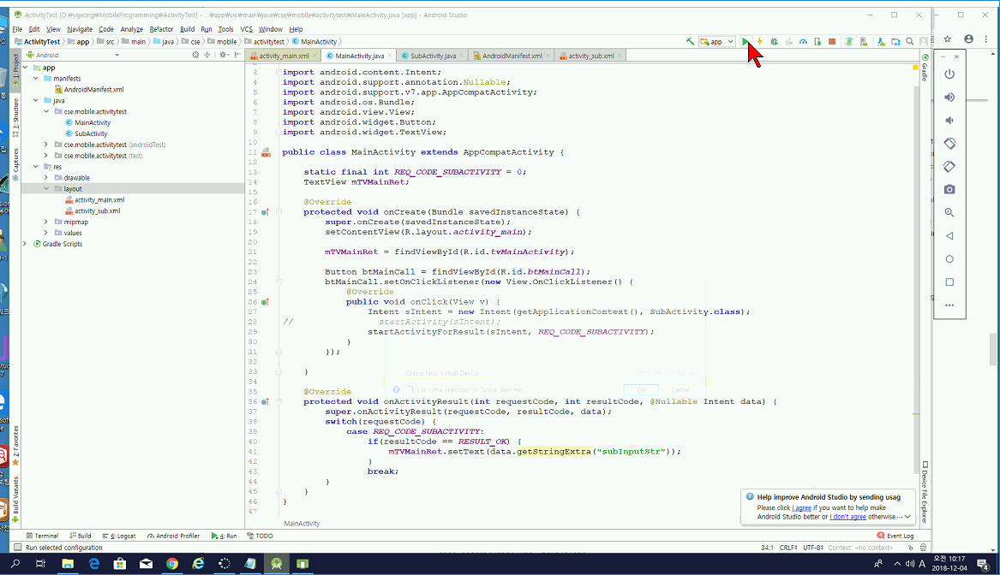 ActivityTest [D:\ysjeong\MobileProgramming\ActivityTest] - ...\app\src\main\java\cse\mobile\activitytest\MainActivity.java [app] - Android Studio
File Edit View Navigate Code Analyze Refactor Build Run Tools VCS Window Help
ActivityTest app src main java cse mobile activitytest MainActivity
app
Android
activity_main.xml MainActivity.java SubActivity.java AndroidManifest.xml activity_sub.xml
1: Project
Z: Structure
Captures
2: Favorites
Build Variants
Gradle
Device File Explorer
app
manifests
AndroidManifest.xml
java
cse.mobile.activitytest
MainActivity
SubActivity
cse.mobile.activitytest (androidTest)
cse.mobile.activitytest (test)
res
drawable
layout
activity_main.xml
activity_sub.xml
mipmap
values
Gradle Scripts
3 import android.content.Intent;
4 import android.support.annotation.Nullable;
5 import android.support.v7.app.AppCompatActivity;
6 import android.os.Bundle;
7 import android.view.View;
8 import android.widget.Button;
9 import android.widget.TextView;
10
11 public class MainActivity extends AppCompatActivity {
12
13 static final int REQ_CODE_SUBACTIVITY = 0;
14 TextView mTVMainRet;
15
16 @Override
17 protected void onCreate(Bundle savedInstanceState) {
18 super.onCreate(savedInstanceState);
19 setContentView(R.layout.activity_main);
20
21 mTVMainRet = findViewById(R.id.tvMainActivity);
22
23 Button btMainCall = findViewById(R.id.btMainCall);
24 btMainCall.setOnClickListener(new View.OnClickListener() {
25 @Override
26 public void onClick(View v) {
27 Intent sIntent = new Intent(getApplicationContext(), SubActivity.class);
28 // startActivity(sIntent);
29 startActivityForResult(sIntent, REQ_CODE_SUBACTIVITY);
30 }
31 });
32
33 }
34
35 @Override
36 protected void onActivityResult(int requestCode, int resultCode, @Nullable Intent data) {
37 super.onActivityResult(requestCode, resultCode, data);
38 switch(requestCode) {
39 case REQ_CODE_SUBACTIVITY:
40 if(resultCode == RESULT_OK) {
41 mTVMainRet.setText(data.getStringExtra("subInputStr"));
42 }
43 break;
44 }
45 }
46 }
47
Create New Virtual Device
Use same selection for future launches
OK Cancel
MainActivity
Help improve Android Studio by sending usag
Please click I agree if you want to help make
Android Studio better or I don't agree otherwise....
Terminal Build 6: Logcat Android Profiler 4: Run TODO Event Log
Run selected configuration 34:1 CRLF UTF-8 Context: <no context>
A 오전 10:17
2018-12-04
4